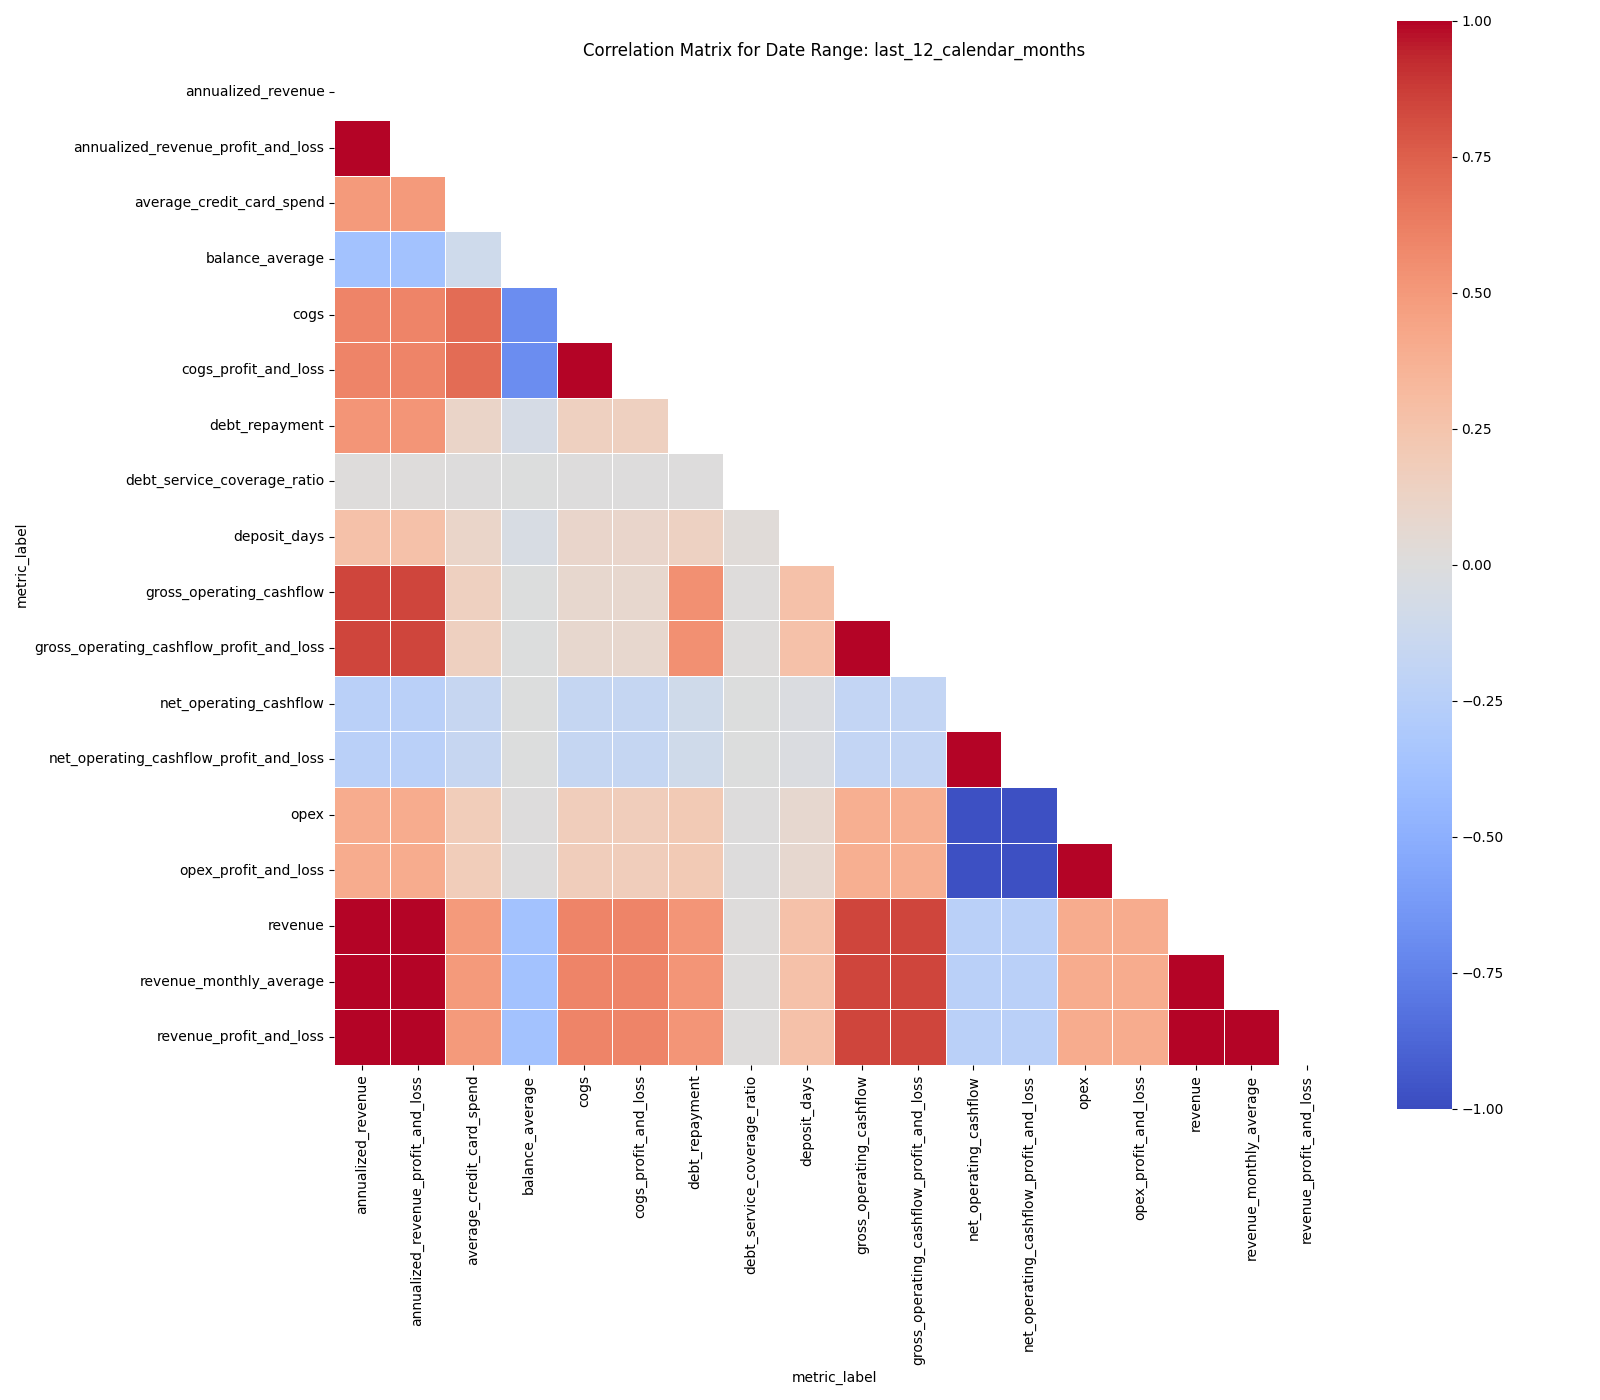 Correlation Matrix for Date Range: last_12_calendar_months
metric_label
annualized_revenue
annualized_revenue_profit_and_loss
average_credit_card_spend
balance_average
cogs
cogs_profit_and_loss
debt_repayment
debt_service_coverage_ratio
deposit_days
gross_operating_cashflow
gross_operating_cashflow_profit_and_loss
net_operating_cashflow
net_operating_cashflow_profit_and_loss
opex
opex_profit_and_loss
revenue
revenue_monthly_average
revenue_profit_and_loss
annualized_revenue
annualized_revenue_profit_and_loss
average_credit_card_spend
balance_average
cogs
cogs_profit_and_loss
debt_repayment
debt_service_coverage_ratio
deposit_days
gross_operating_cashflow
gross_operating_cashflow_profit_and_loss
net_operating_cashflow
net_operating_cashflow_profit_and_loss
opex
opex_profit_and_loss
revenue
revenue_monthly_average
revenue_profit_and_loss
metric_label
1.00
0.75
0.50
0.25
0.00
−0.25
−0.50
−0.75
−1.00